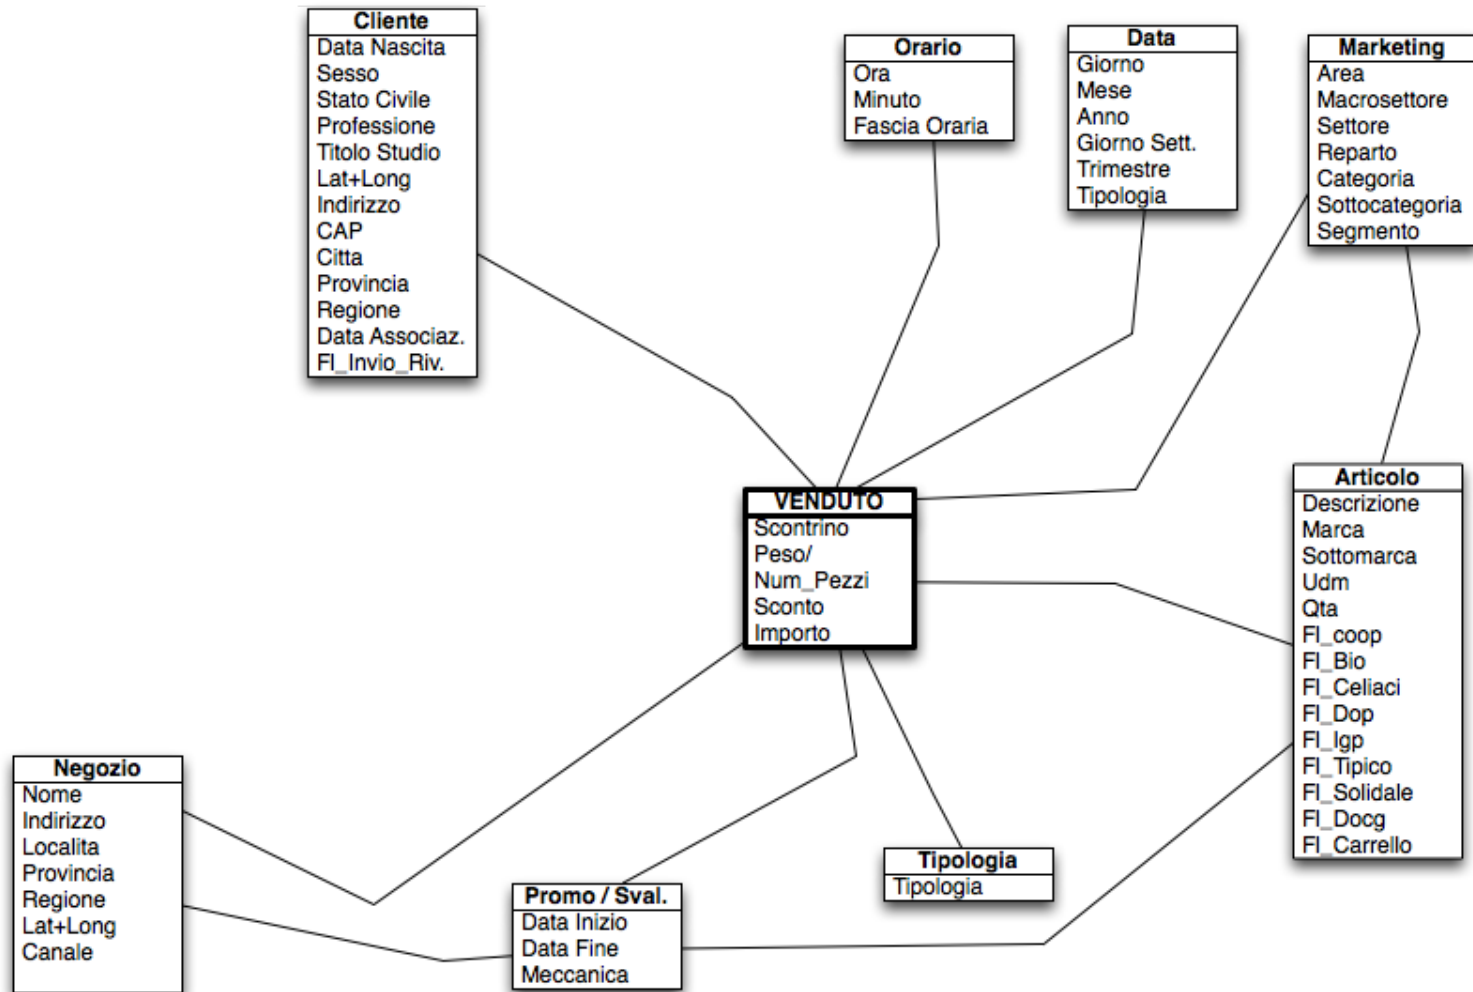 Cliente
Data Nascita
Sesso
Stato Civile
Professione
Titolo Studio
Lat+Long
Indirizzo
CAP
Citta
Provincia
Regione
Data Associaz.
Fl_Invio_Riv.
Orario
Ora
Minuto
Fascia Oraria
Data
Giorno
Mese
Anno
Giorno Sett.
Trimestre
Tipologia
Marketing
Area
Macrosettore
Settore
Reparto
Categoria
Sottocategoria
Segmento
VENDUTO
Scontrino
Peso/
Num_Pezzi
Sconto
Importo
Articolo
Descrizione
Marca
Sottomarca
Udm
Qta
Fl_coop
Fl_Bio
Fl_Celiaci
Fl_Dop
Fl_Igp
Fl_Tipico
Fl_Solidale
Fl_Docg
Fl_Carrello
Negozio
Nome
Indirizzo
Localita
Provincia
Regione
Lat+Long
Canale
Promo / Sval.
Data Inizio
Data Fine
Meccanica
Tipologia
Tipologia